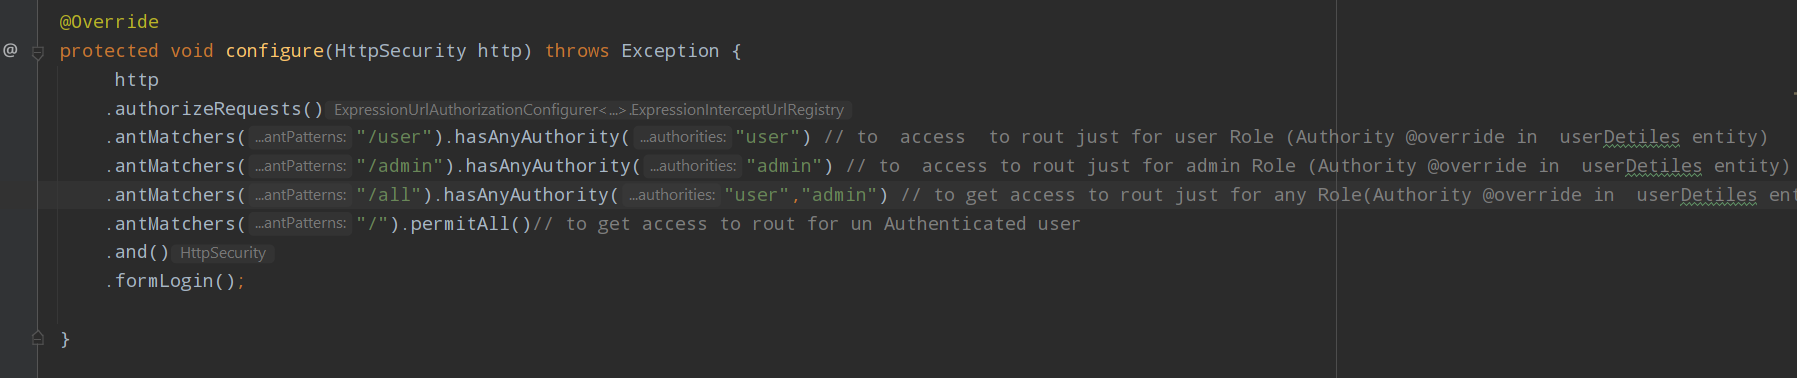 @Override
@ protected void configure(HttpSecurity http) throws Exception {
http
.authorizeRequests() ExpressionUrlAuthorizationConfigurer<...>.ExpressionInterceptUrlRegistry
.antMatchers( ...antPatterns: "/user").hasAnyAuthority( ...authorities: "user") // to  access  to rout just for user Role (Authority @override in  userDetiles entity)
.antMatchers( ...antPatterns: "/admin").hasAnyAuthority( ...authorities: "admin") // to  access to rout just for admin Role (Authority @override in  userDetiles entity)
.antMatchers( ...antPatterns: "/all").hasAnyAuthority( ...authorities: "user","admin") // to get access to rout just for any Role(Authority @override in  userDetiles ent
.antMatchers( ...antPatterns: "/").permitAll()// to get access to rout for un Authenticated user
.and() HttpSecurity
.formLogin();
}